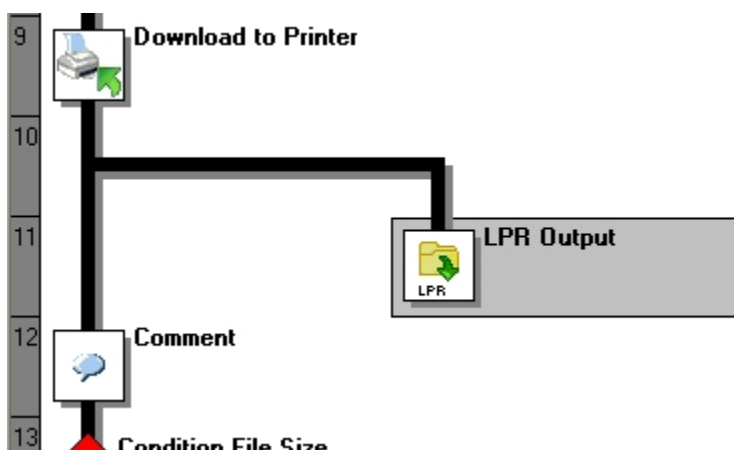 9
Download to Printer
10
11
LPR Output
LPR
12
Comment
13
Condition File Size